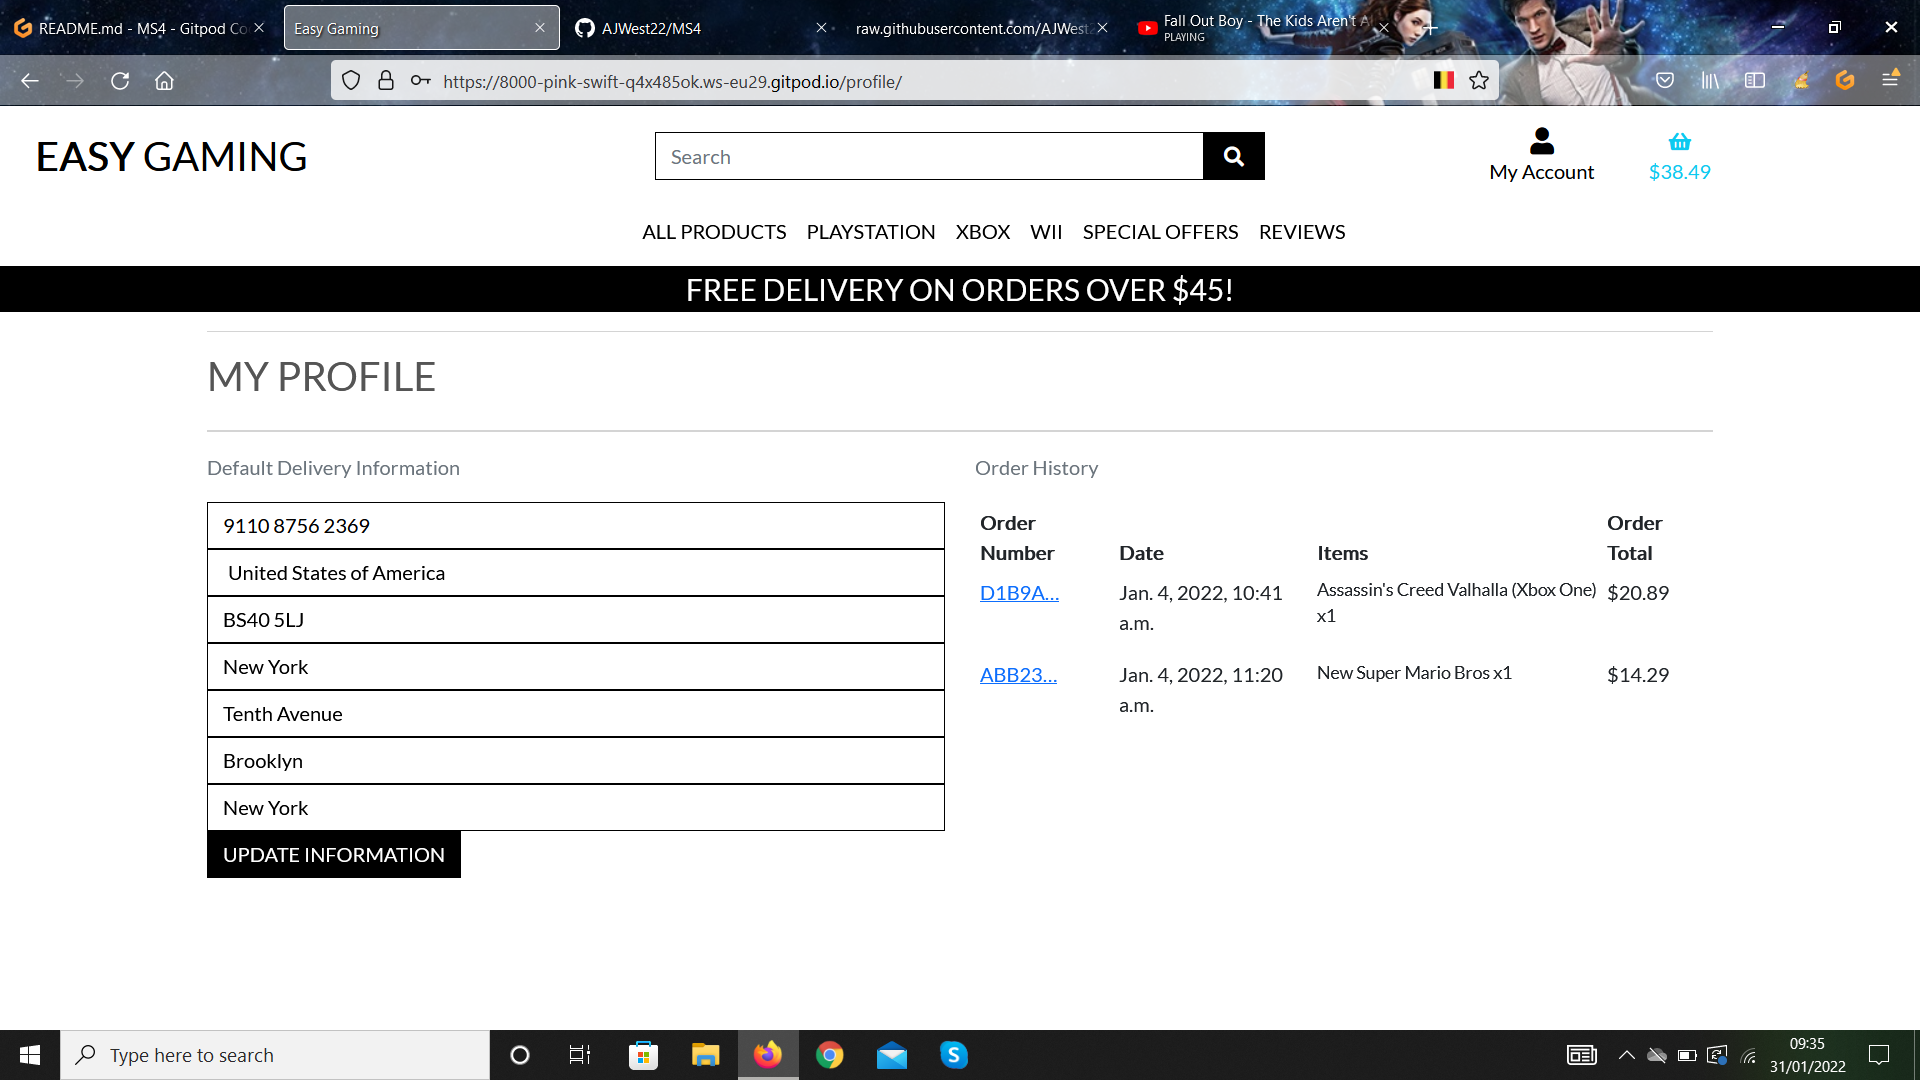 README.md - MS4 - Gitpod Co
Easy Gaming
AJWest22/MS4
raw.githubusercontent.com/AJWest2
Fall Out Boy - The Kids Aren't A
PLAYING
https://8000-pink-swift-q4x485ok.ws-eu29.gitpod.io/profile/
EASY GAMING
Search
My Account
$38.49
ALL PRODUCTS PLAYSTATION XBOX WII SPECIAL OFFERS REVIEWS
FREE DELIVERY ON ORDERS OVER $45!
MY PROFILE
Default Delivery Information
9110 8756 2369
United States of America
BS40 5LJ
New York
Tenth Avenue
Brooklyn
New York
UPDATE INFORMATION
Order History
Order Number Date Items Order Total
D1B9A... Jan. 4, 2022, 10:41 a.m. Assassin's Creed Valhalla (Xbox One) x1 $20.89
ABB23... Jan. 4, 2022, 11:20 a.m. New Super Mario Bros x1 $14.29
Type here to search
09:35
31/01/2022